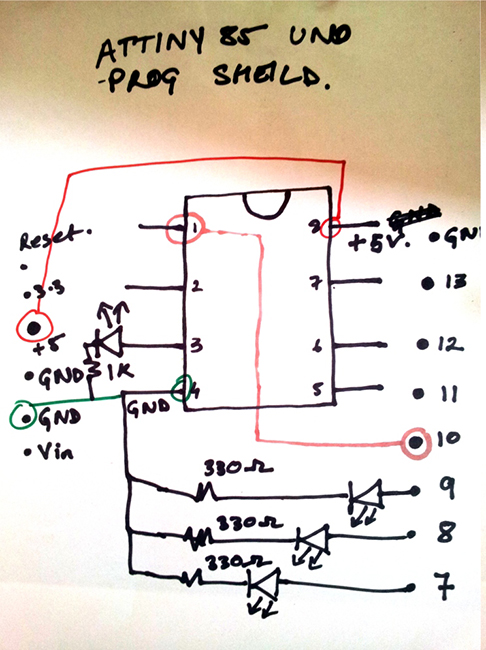 ATTINY 85 UNO
-PROG SHEILD.
Reset.
1
8
+5V.
GN
3.3
2
7
13
+5
3
6
12
GND
1K
4
5
11
GND
GND
10
Vin
330Ω
9
330Ω
8
330Ω
7